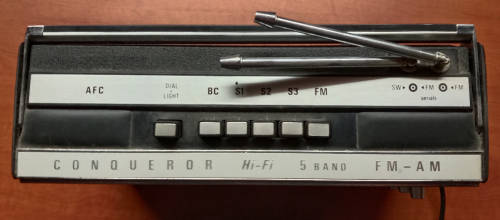 AFC DIAL LIGHT BC S1 S2 S3 FM SW FM FM
aerials
CONQUEROR Hi-Fi 5 BAND FM-AM